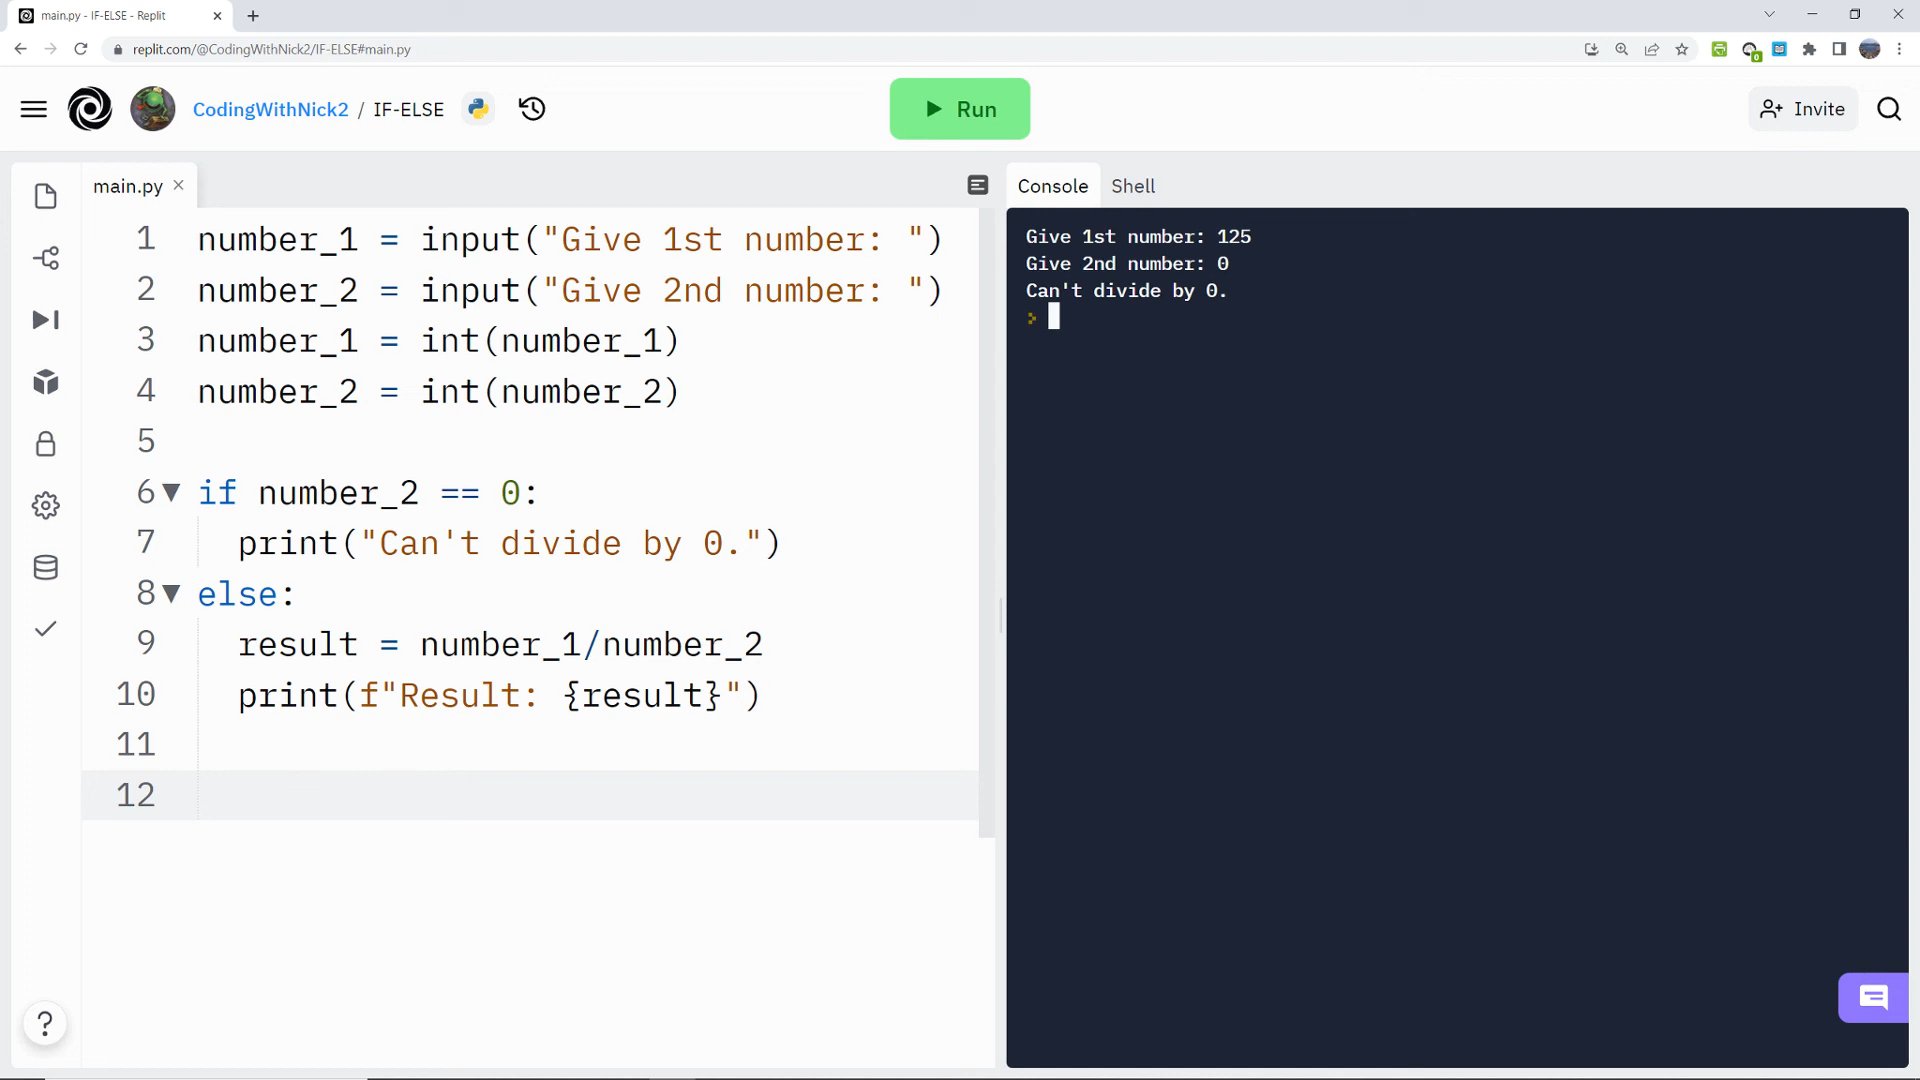 main.py - IF-ELSE - Replit
replit.com/@CodingWithNick2/IF-ELSE#main.py
0
CodingWithNick2 / IF-ELSE
Run
Invite
main.py
Console Shell
1 number_1 = input("Give 1st number: ")
2 number_2 = input("Give 2nd number: ")
3 number_1 = int(number_1)
4 number_2 = int(number_2)
5
6 if number_2 == 0:
7 print("Can't divide by 0.")
8 else:
9 result = number_1/number_2
10 print(f"Result: {result}")
11
12
Give 1st number: 125
Give 2nd number: 0
Can't divide by 0.
>
?